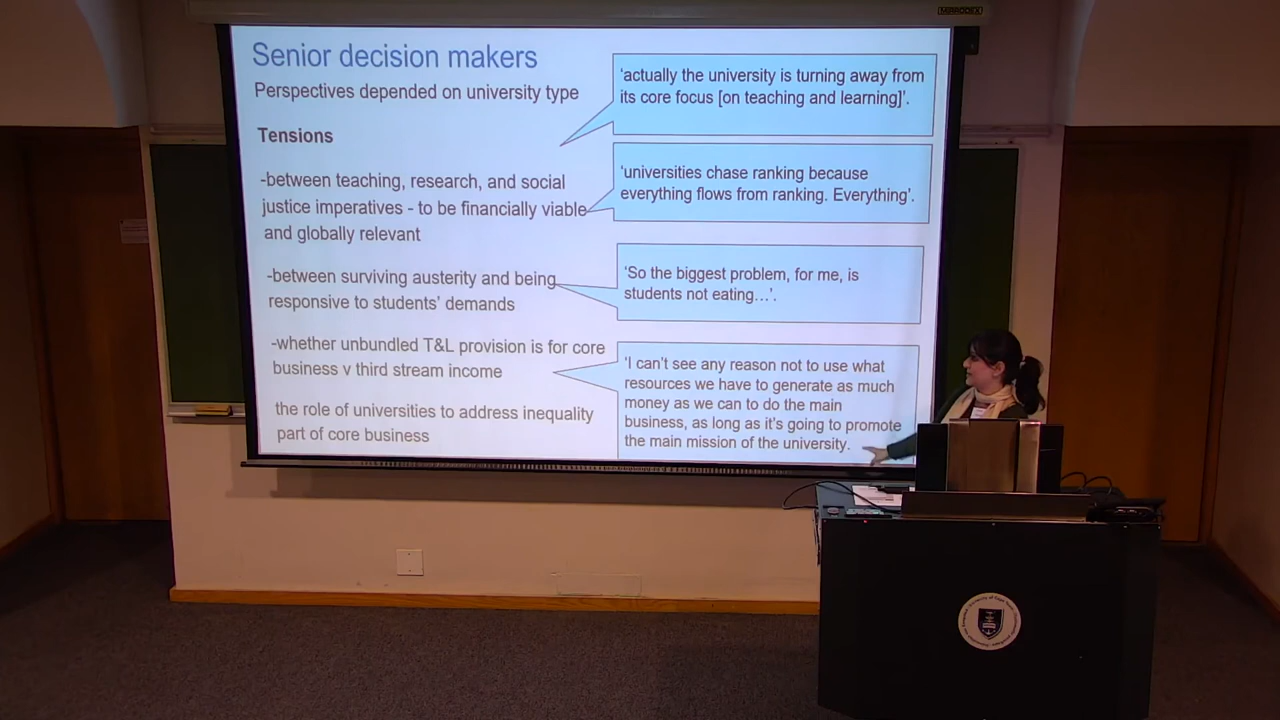 Senior decision makers
Perspectives depended on university type
Tensions
-between teaching, research, and social
justice imperatives - to be financially viable
and globally relevant
-between surviving austerity and being
responsive to students' demands
-whether unbundled T&L provision is for core
business v third stream income
the role of universities to address inequality
part of core business
'actually the university is turning away from
its core focus [on teaching and learning]'.
'universities chase ranking because
everything flows from ranking. Everything'.
'So the biggest problem, for me, is
students not eating…'.
'I can't see any reason not to use what
resources we have to generate as much
money as we can to do the main
business, as long as it's going to promote
the main mission of the university.